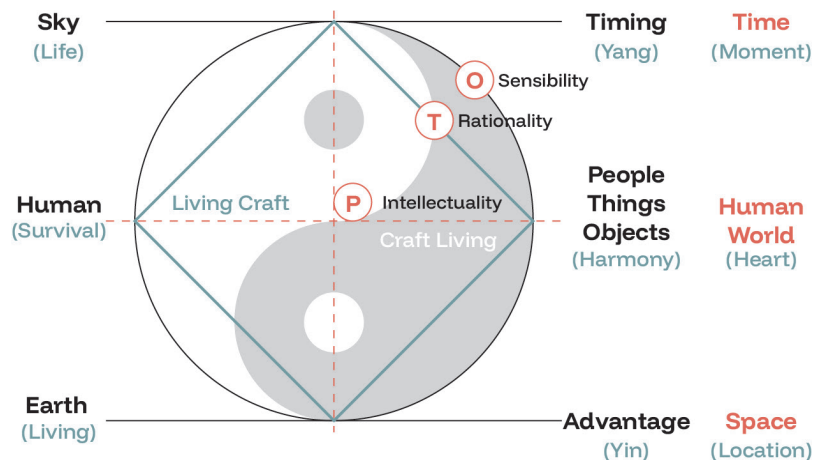 Sky
(Life)
Timing
(Yang)
Time
(Moment)
O Sensibility
T Rationality
Human
(Survival)
Living Craft
P Intellectuality
Craft Living
People
Things
Objects
(Harmony)
Human
World
(Heart)
Earth
(Living)
Advantage
(Yin)
Space
(Location)